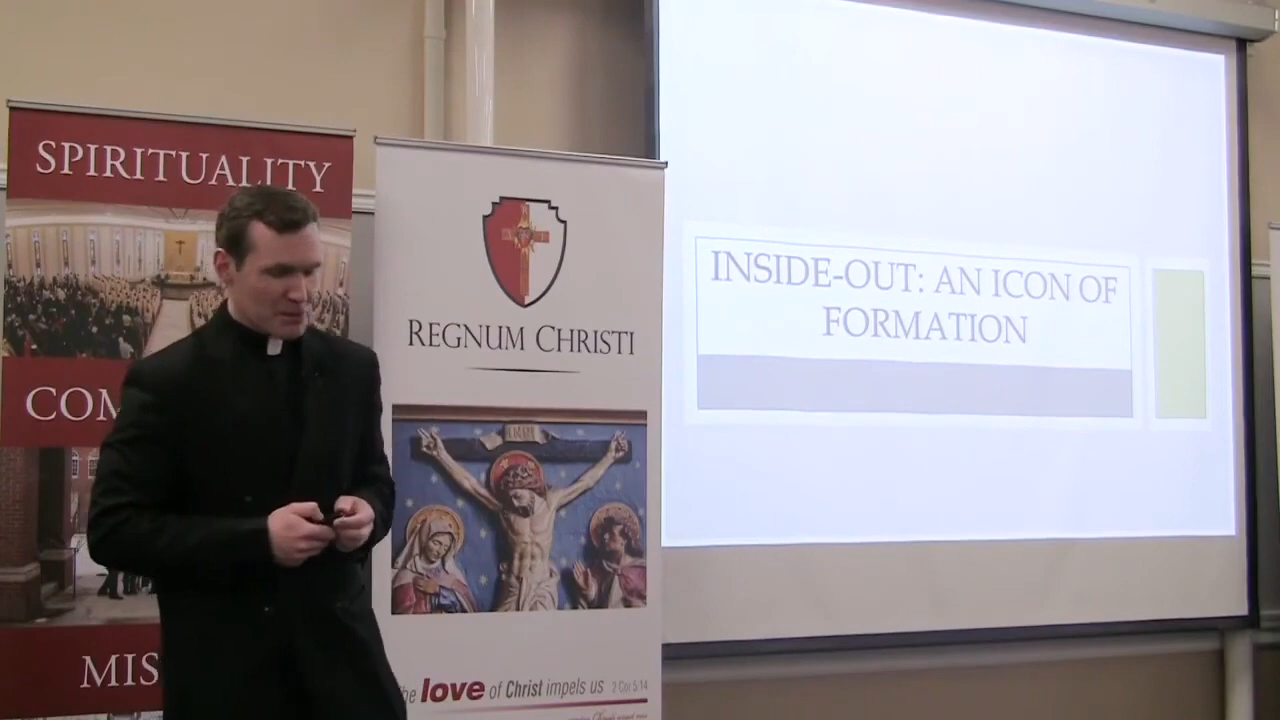 SPIRITUALITY
COM
MIS
REGNUM CHRISTI
INRI
he love of Christ impels us 2 Cor 5:14
INSIDE-OUT: AN ICON OF
FORMATION